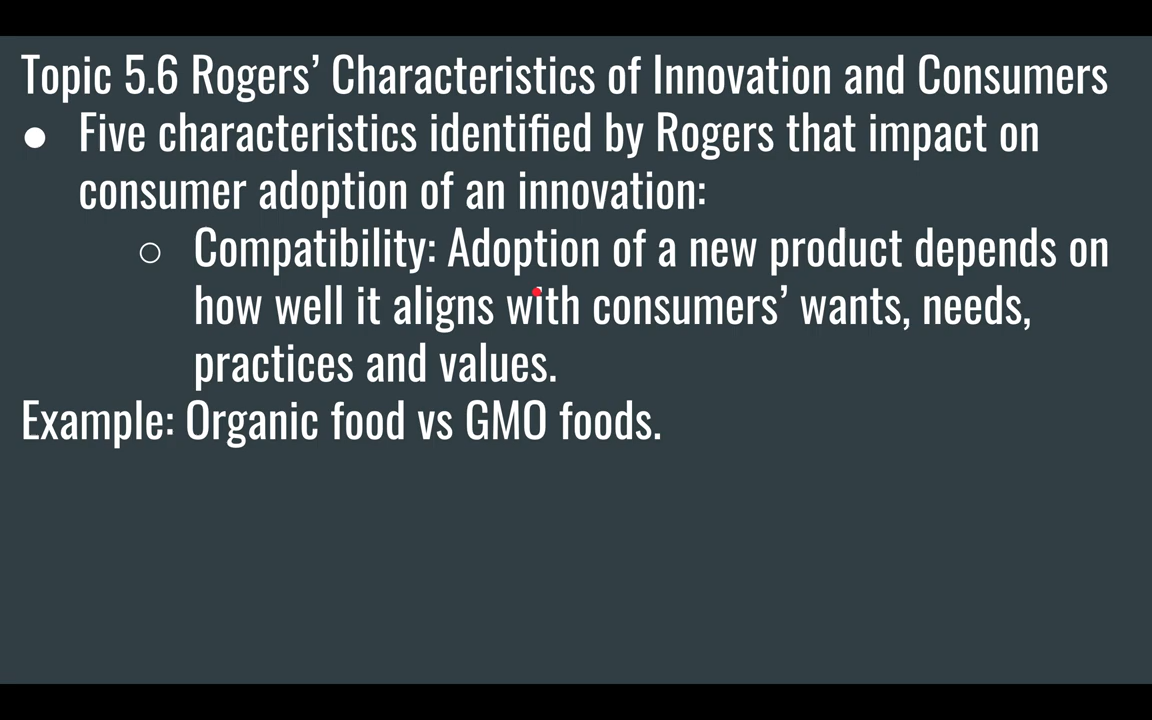 Topic 5.6 Rogers’ Characteristics of Innovation and Consumers
● Five characteristics identified by Rogers that impact on
consumer adoption of an innovation:
○ Compatibility: Adoption of a new product depends on
how well it aligns with consumers’ wants, needs,
practices and values.
Example: Organic food vs GMO foods.